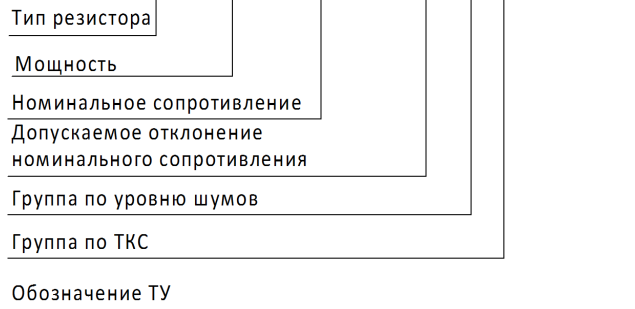 Тип резистора
Мощность
Номинальное сопротивление
Допускаемое отклонение
номинального сопротивления
Группа по уровню шумов
Группа по ТКС
Обозначение ТУ